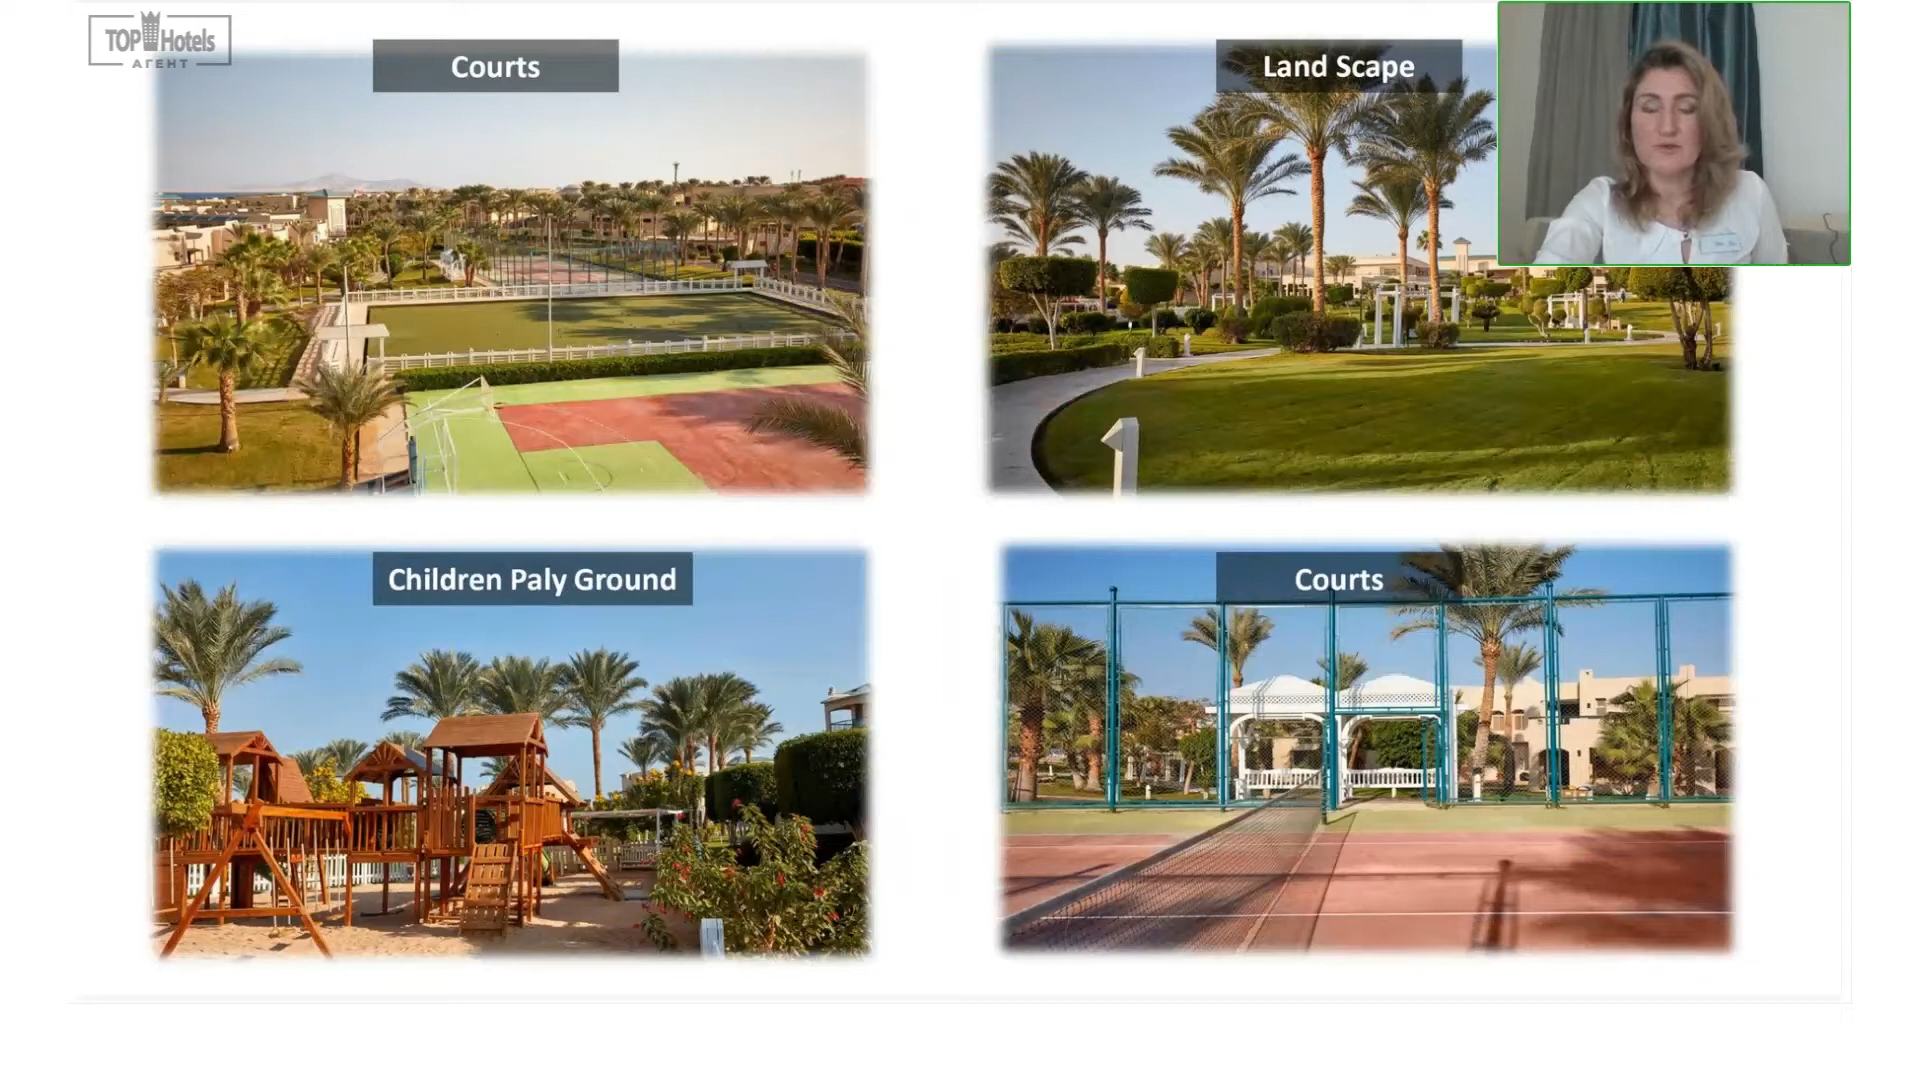 TOP Hotels
АГЕНТ
Courts
Land Scape
Children Paly Ground
Courts